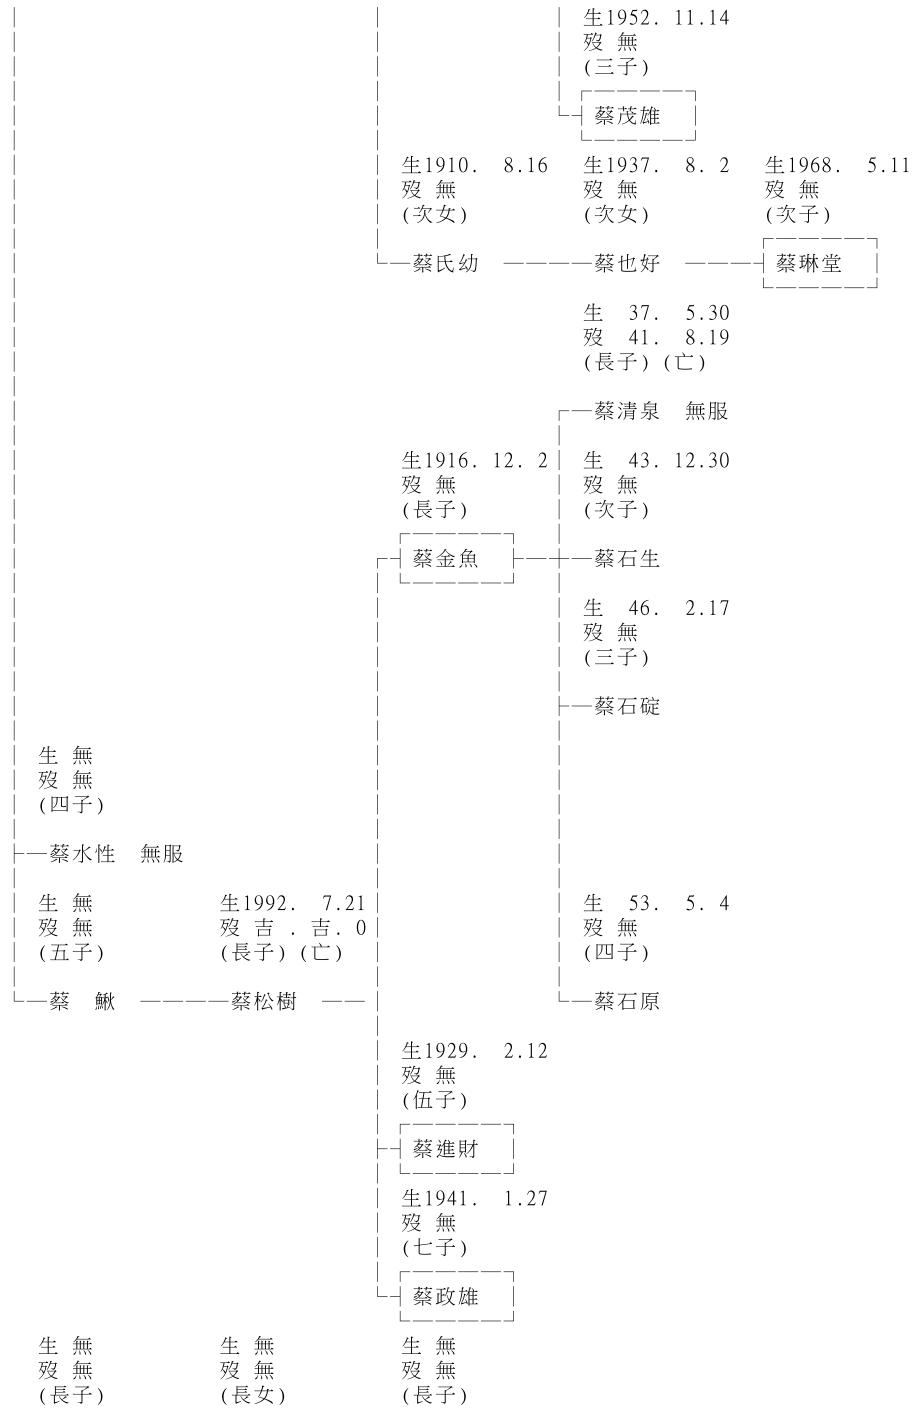 生1952. 11.14
歿 無
(三子)
蔡茂雄
生1910. 8.16 生1937. 8. 2 生1968. 5.11
歿 無 歿 無 歿 無
(次女) (次女) (次子)
蔡氏幼 蔡也好 蔡琳堂
生 37. 5.30
歿 41. 8.19
(長子)(亡)
蔡清泉 無服
生1916. 12. 2 生 43. 12.30
歿 無 歿 無
(長子) (次子)
蔡金魚 蔡石生
生 46. 2.17
歿 無
(三子)
蔡石碇
生 無
歿 無
(四子)
蔡水性 無服
生 無 生1992. 7.21 生 53. 5. 4
歿 無 歿 吉 . 吉. 0 歿 無
(五子) (長子)(亡) (四子)
蔡 鰍 蔡松樹 蔡石原
生1929. 2.12
歿 無
(伍子)
蔡進財
生1941. 1.27
歿 無
(七子)
蔡政雄
生 無 生 無 生 無
歿 無 歿 無 歿 無
(長子) (長女) (長子)